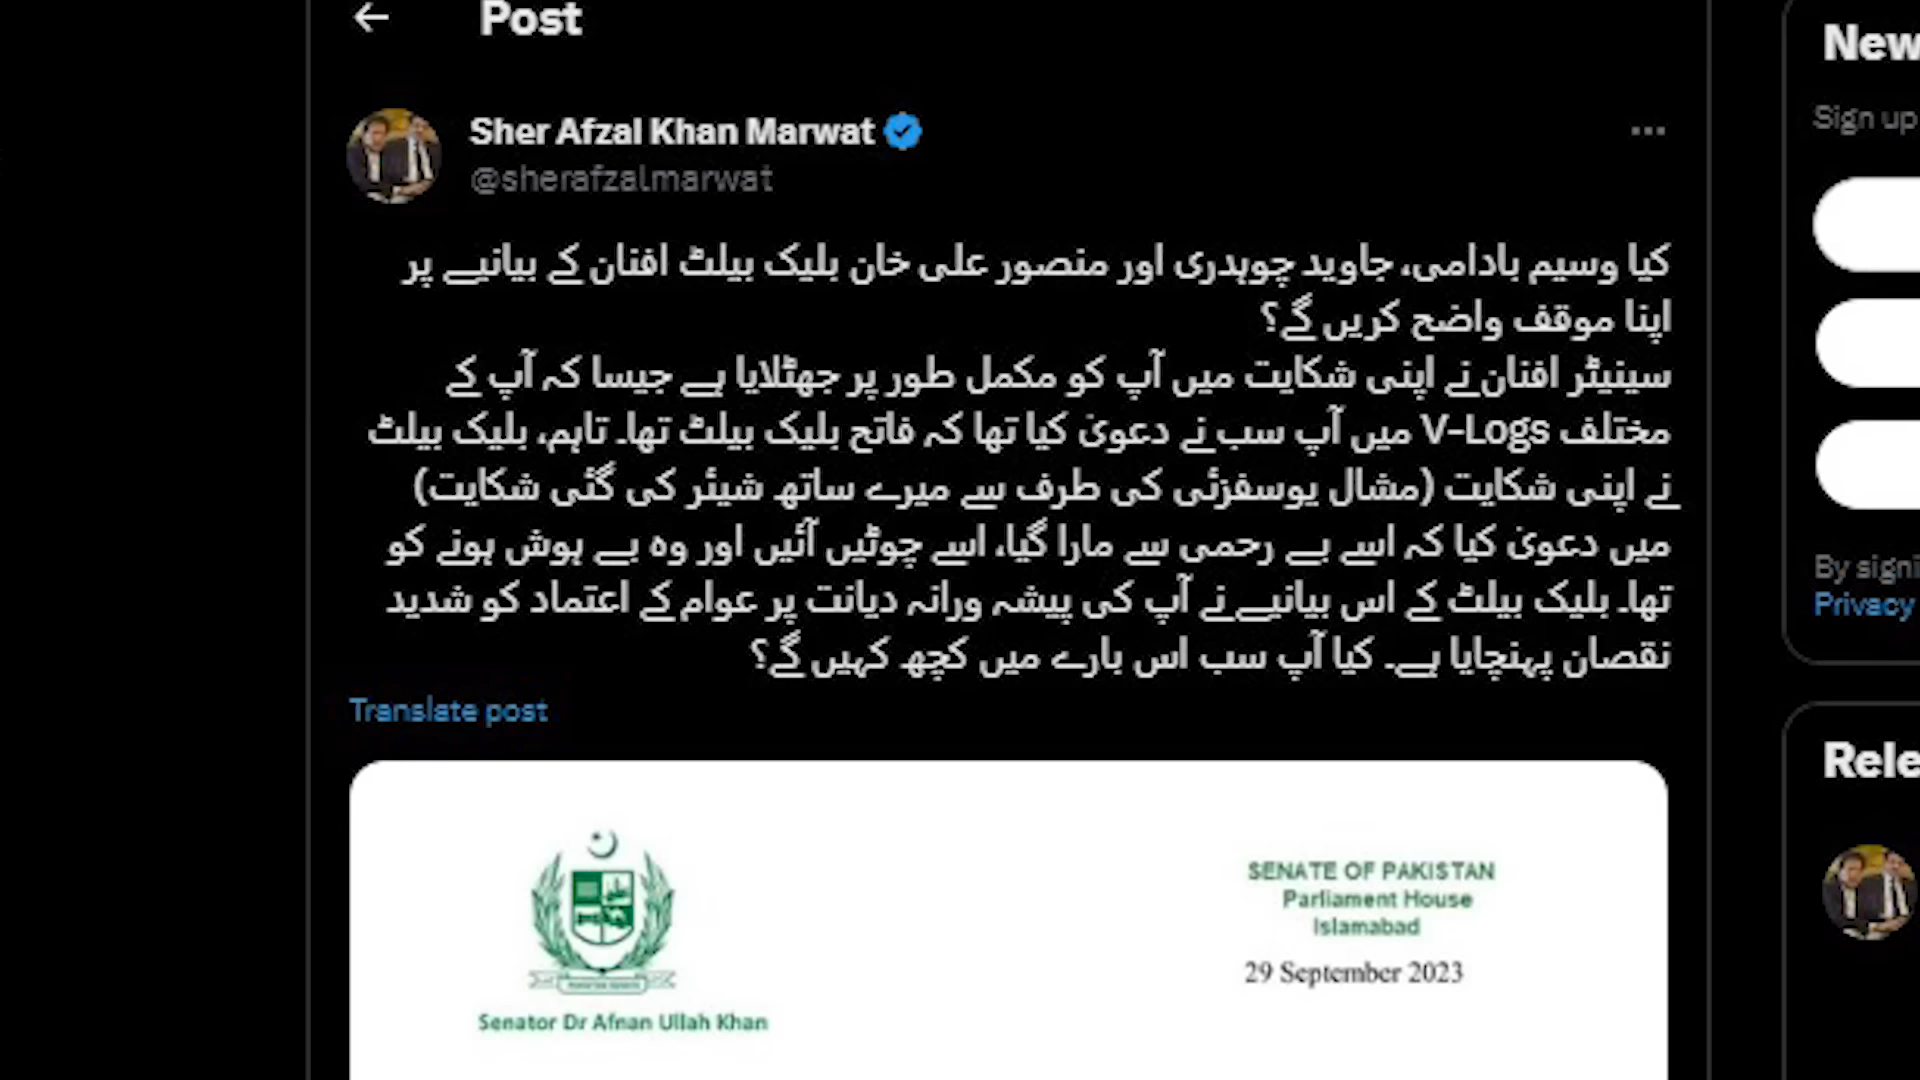 Post
Sher Afzal Khan Marwat
@sherafzalmarwat
کیا وسیم بادامی، جاوید چوہدری اور منصور علی خان بلیک بیلٹ افنان کے بیانیے پر
اپنا موقف واضح کریں گے؟
سینیٹر افنان نے اپنی شکایت میں آپ کو مکمل طور پر جھٹلایا ہے جیسا کہ آپ کے
مختلف V-Logs میں آپ سب نے دعویٰ کیا تھا کہ فاتح بلیک بیلٹ تھا۔ تاہم، بلیک بیلٹ
نے اپنی شکایت (مشال یوسفزئی کی طرف سے میرے ساتھ شیئر کی گئی شکایت)
میں دعویٰ کیا کہ اسے بے رحمی سے مارا گیا، اسے چوٹیں آئیں اور وہ بے ہوش ہونے کو
تھا۔ بلیک بیلٹ کے اس بیانیے نے آپ کی پیشہ ورانہ دیانت پر عوام کے اعتماد کو شدید
نقصان پہنچایا ہے۔ کیا آپ سب اس بارے میں کچھ کہیں گے؟
Translate post
SENATE OF PAKISTAN
Parliament House
Islamabad
29 September 2023
Senator Dr Afnan Ullah Khan
New
Sign up
By signi
Privacy
Rele